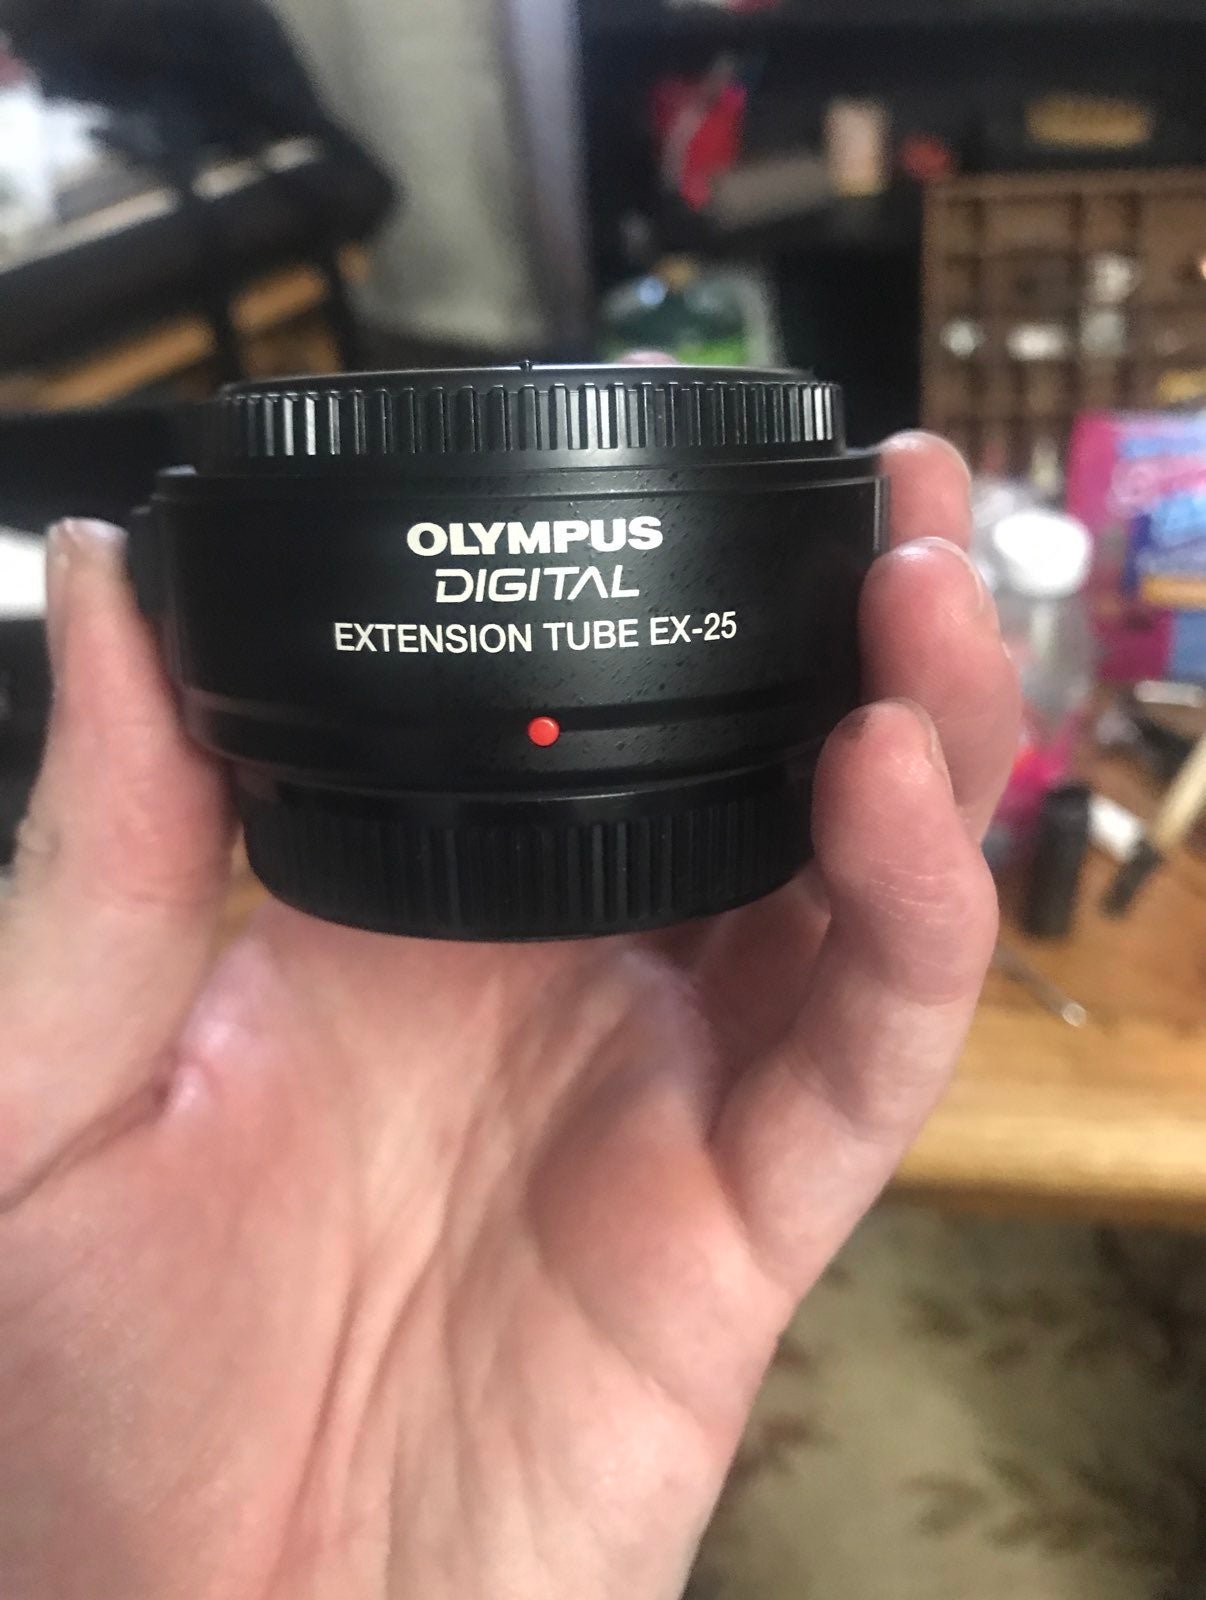 OLYMPUS
DIGITAL
EXTENSION TUBE EX-25